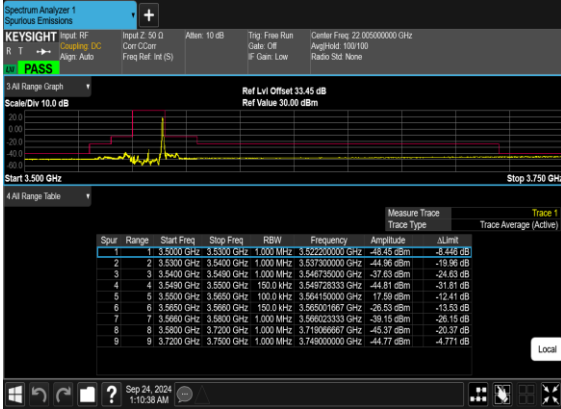 Spectrum Analyzer 1
Spurious Emissions
+
KEYSIGHT
R T
Input: RF
Coupling: DC
Align: Auto
Input Z: 50 Ω
Corr CCorr
Freq Ref: Int (S)
Atten: 10 dB
Trig: Free Run
Gate: Off
IF Gain: Low
Center Freq: 22.005000000 GHz
Avg|Hold: 100/100
Radio Std: None
PASS
3 All Range Graph
Ref Lvl Offset 33.45 dB
Scale/Div 10.0 dB
Ref Value 30.00 dBm
20.0
0.00
-20.0
-40.0
-60.0
Start 3.500 GHz
Stop 3.750 GHz
4 All Range Table
Measure Trace Trace 1
Trace Type Trace Average (Active)
Spur Range Start Freq Stop Freq RBW Frequency Amplitude ΔLimit
1 1 3.5000 GHz 3.5300 GHz 1.000 MHz 3.522200000 GHz -48.45 dBm -8.446 dB
2 2 3.5300 GHz 3.5400 GHz 1.000 MHz 3.537300000 GHz -44.96 dBm -19.96 dB
3 3 3.5400 GHz 3.5490 GHz 1.000 MHz 3.546735000 GHz -37.63 dBm -24.63 dB
4 4 3.5490 GHz 3.5500 GHz 150.0 kHz 3.549728333 GHz -44.81 dBm -31.81 dB
5 5 3.5500 GHz 3.5650 GHz 100.0 kHz 3.564150000 GHz 17.59 dBm -12.41 dB
6 6 3.5650 GHz 3.5660 GHz 150.0 kHz 3.565001667 GHz -26.53 dBm -13.53 dB
7 7 3.5660 GHz 3.5800 GHz 1.000 MHz 3.566023333 GHz -39.15 dBm -26.15 dB
8 8 3.5800 GHz 3.7200 GHz 1.000 MHz 3.719066667 GHz -45.37 dBm -20.37 dB
9 9 3.7200 GHz 3.7500 GHz 1.000 MHz 3.749000000 GHz -44.77 dBm -4.771 dB
Local
?
Sep 24, 2024
1:10:38 AM